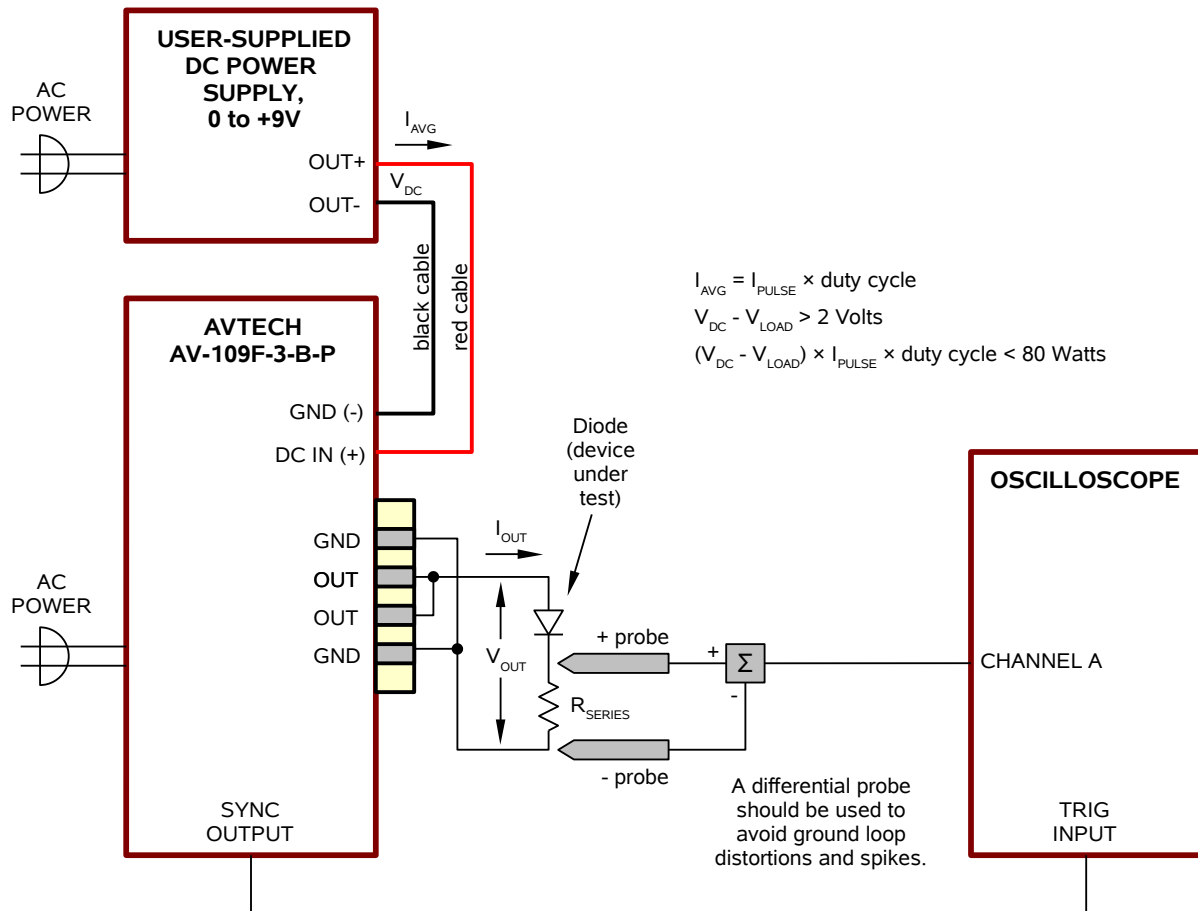 USER-SUPPLIED
DC POWER
SUPPLY,
0 to +9V
AC
POWER
I_AVG
OUT+
V_DC
OUT-
black cable
red cable
I_AVG = I_PULSE × duty cycle
V_DC - V_LOAD > 2 Volts
(V_DC - V_LOAD) × I_PULSE × duty cycle < 80 Watts
AVTECH
AV-109F-3-B-P
GND (-)
DC IN (+)
Diode
(device
under
test)
OSCILLOSCOPE
GND
I_OUT
OUT
OUT
GND
AC
POWER
V_OUT
+ probe
+
Σ
-
CHANNEL A
R_SERIES
- probe
A differential probe
should be used to
avoid ground loop
distortions and spikes.
SYNC
OUTPUT
TRIG
INPUT